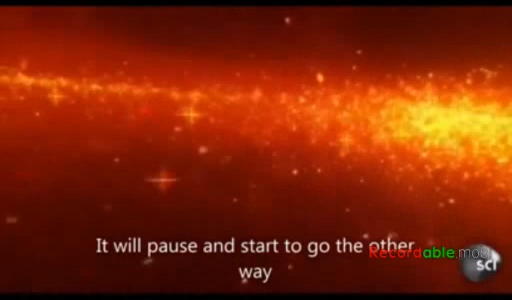 It will pause and start to go the other
way
Recordable.mobi
sci